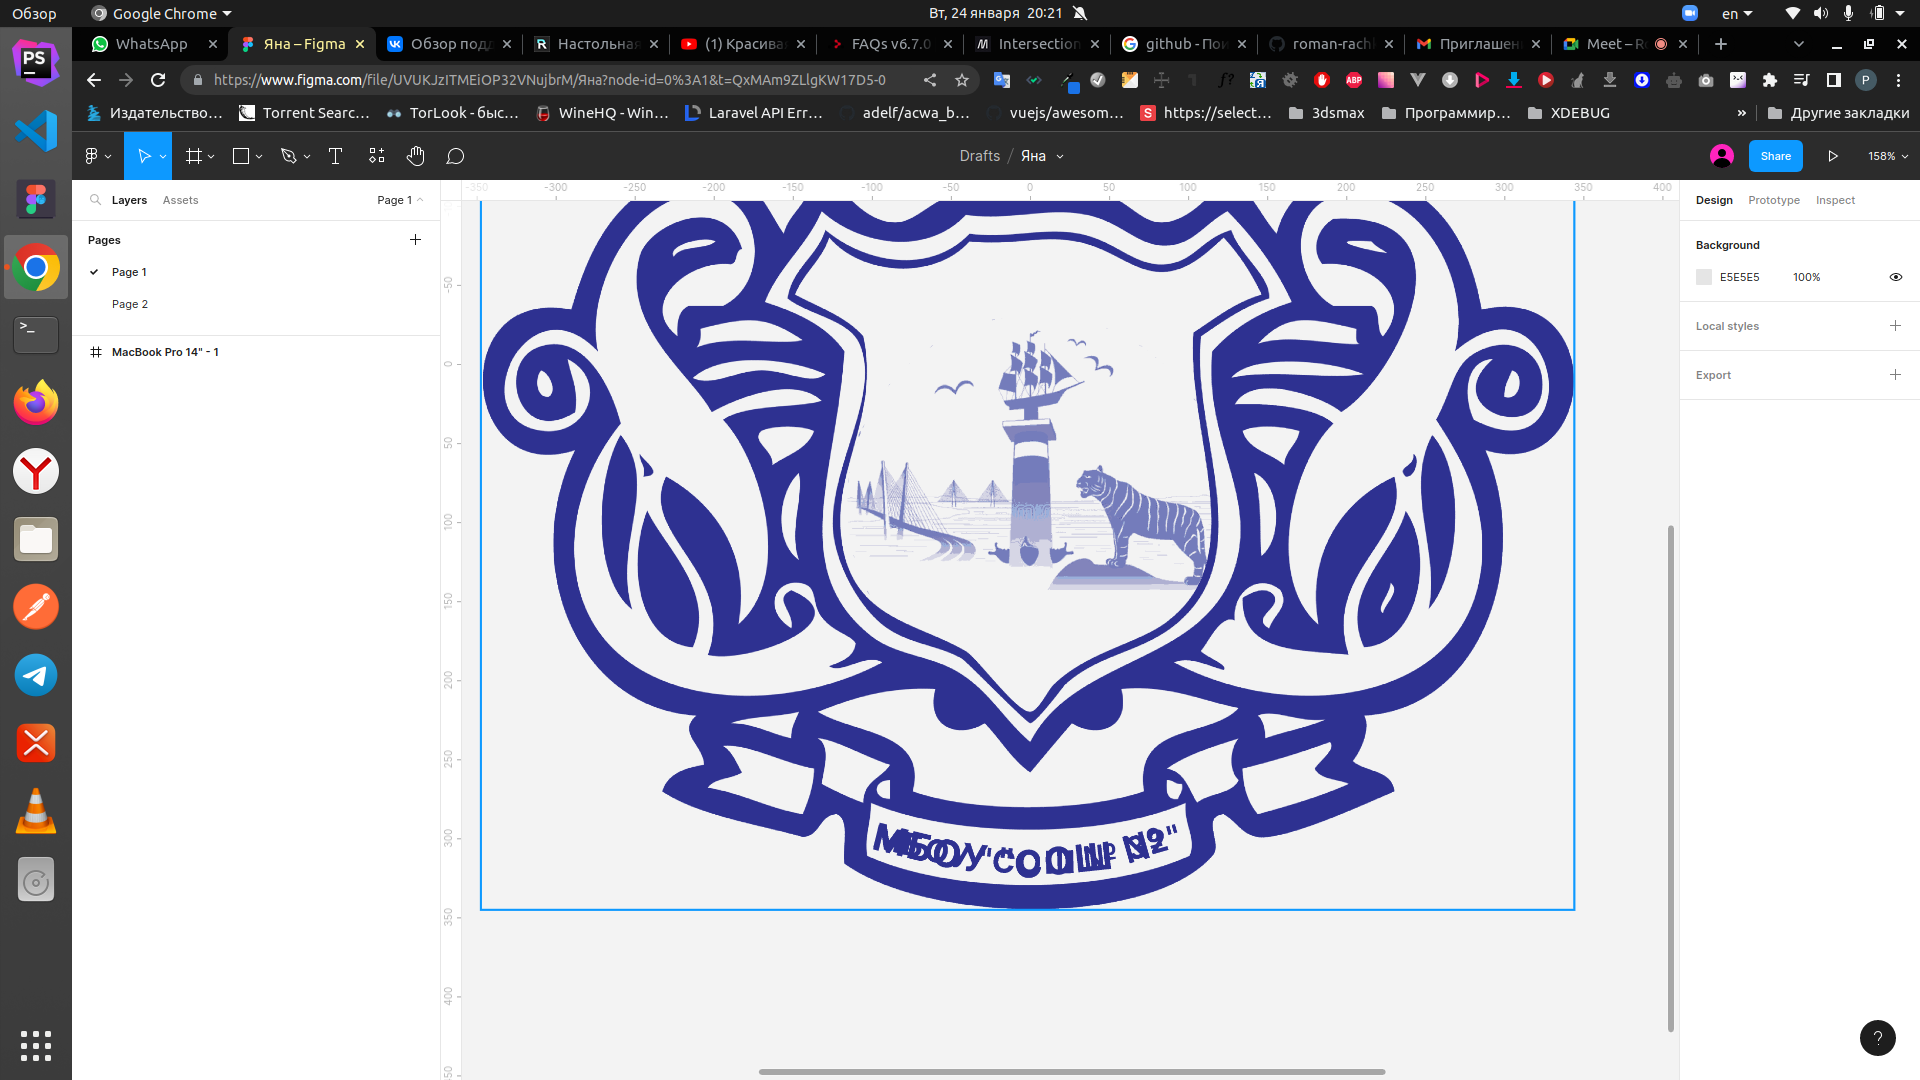 Обзор
Google Chrome
Вт, 24 января 20:21
en
WhatsApp
Яна – Figma
Обзор под
Настольная
(1) Красива
FAQs v6.7.0
Intersection
github - Пои
roman-rach
Приглашен
Meet – Ro
https://www.figma.com/file/UVUKJzITMEiOP32VNujbrM/Яна?node-id=0%3A1&t=QxMAm9ZLlgKW17D5-0
Издательство…
Torrent Searc…
TorLook - быс…
WineHQ - Win…
Laravel API Err…
adelf/acwa_b…
vuejs/awesom…
https://select…
3dsmax
Программир…
XDEBUG
»
Другие закладки
Drafts / Яна
Share
158%
Layers
Assets
Page 1
Pages
Page 1
Page 2
MacBook Pro 14" - 1
-350 -300 -250 -200 -150 -100 -50 0 50 100 150 200 250 300 350 400
-50
0
50
100
150
200
250
300
350
400
Design
Prototype
Inspect
Background
E5E5E5
100%
Local styles
Export
?